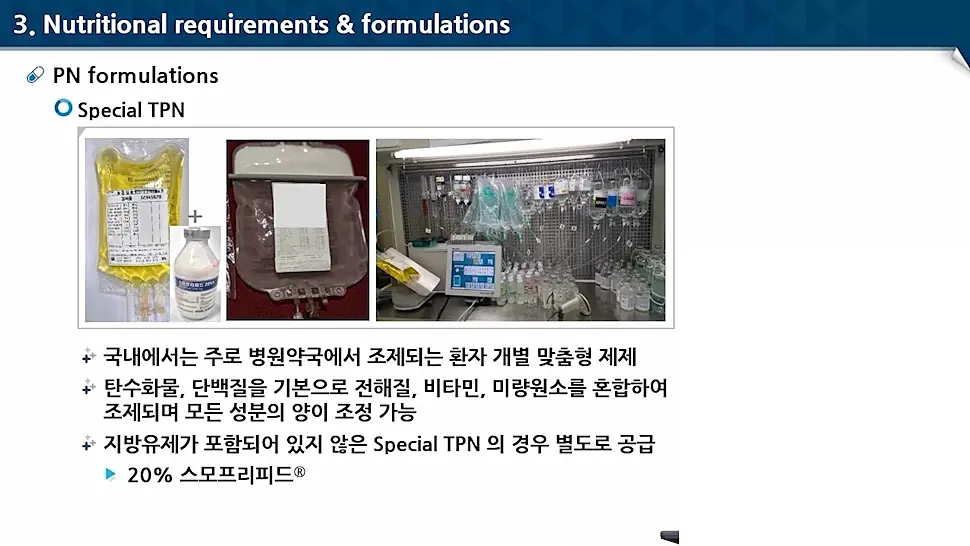 3. Nutritional requirements & formulations
PN formulations
Special TPN
+
국내에서는 주로 병원약국에서 조제되는 환자 개별 맞춤형 제제
탄수화물, 단백질을 기본으로 전해질, 비타민, 미량원소를 혼합하여
조제되며 모든 성분의 양이 조정 가능
지방유제가 포함되어 있지 않은 Special TPN 의 경우 별도로 공급
20% 스모프리피드®